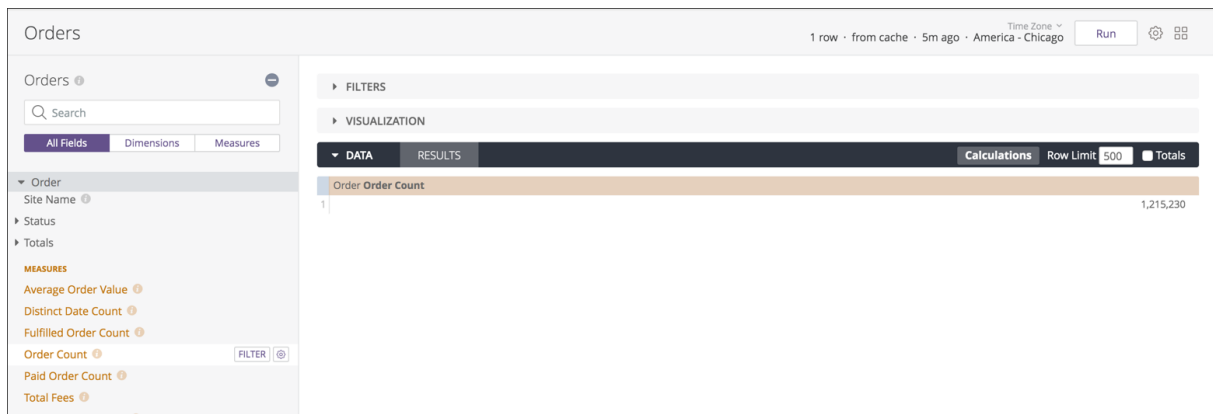 Orders
1 row · from cache · 5m ago · America - Chicago
Time Zone
Run
Orders
Search
All Fields Dimensions Measures
Order
Site Name
Status
Totals
MEASURES
Average Order Value
Distinct Date Count
Fulfilled Order Count
Order Count FILTER
Paid Order Count
Total Fees
FILTERS
VISUALIZATION
DATA RESULTS Calculations Row Limit 500 Totals
Order Order Count
1 1,215,230